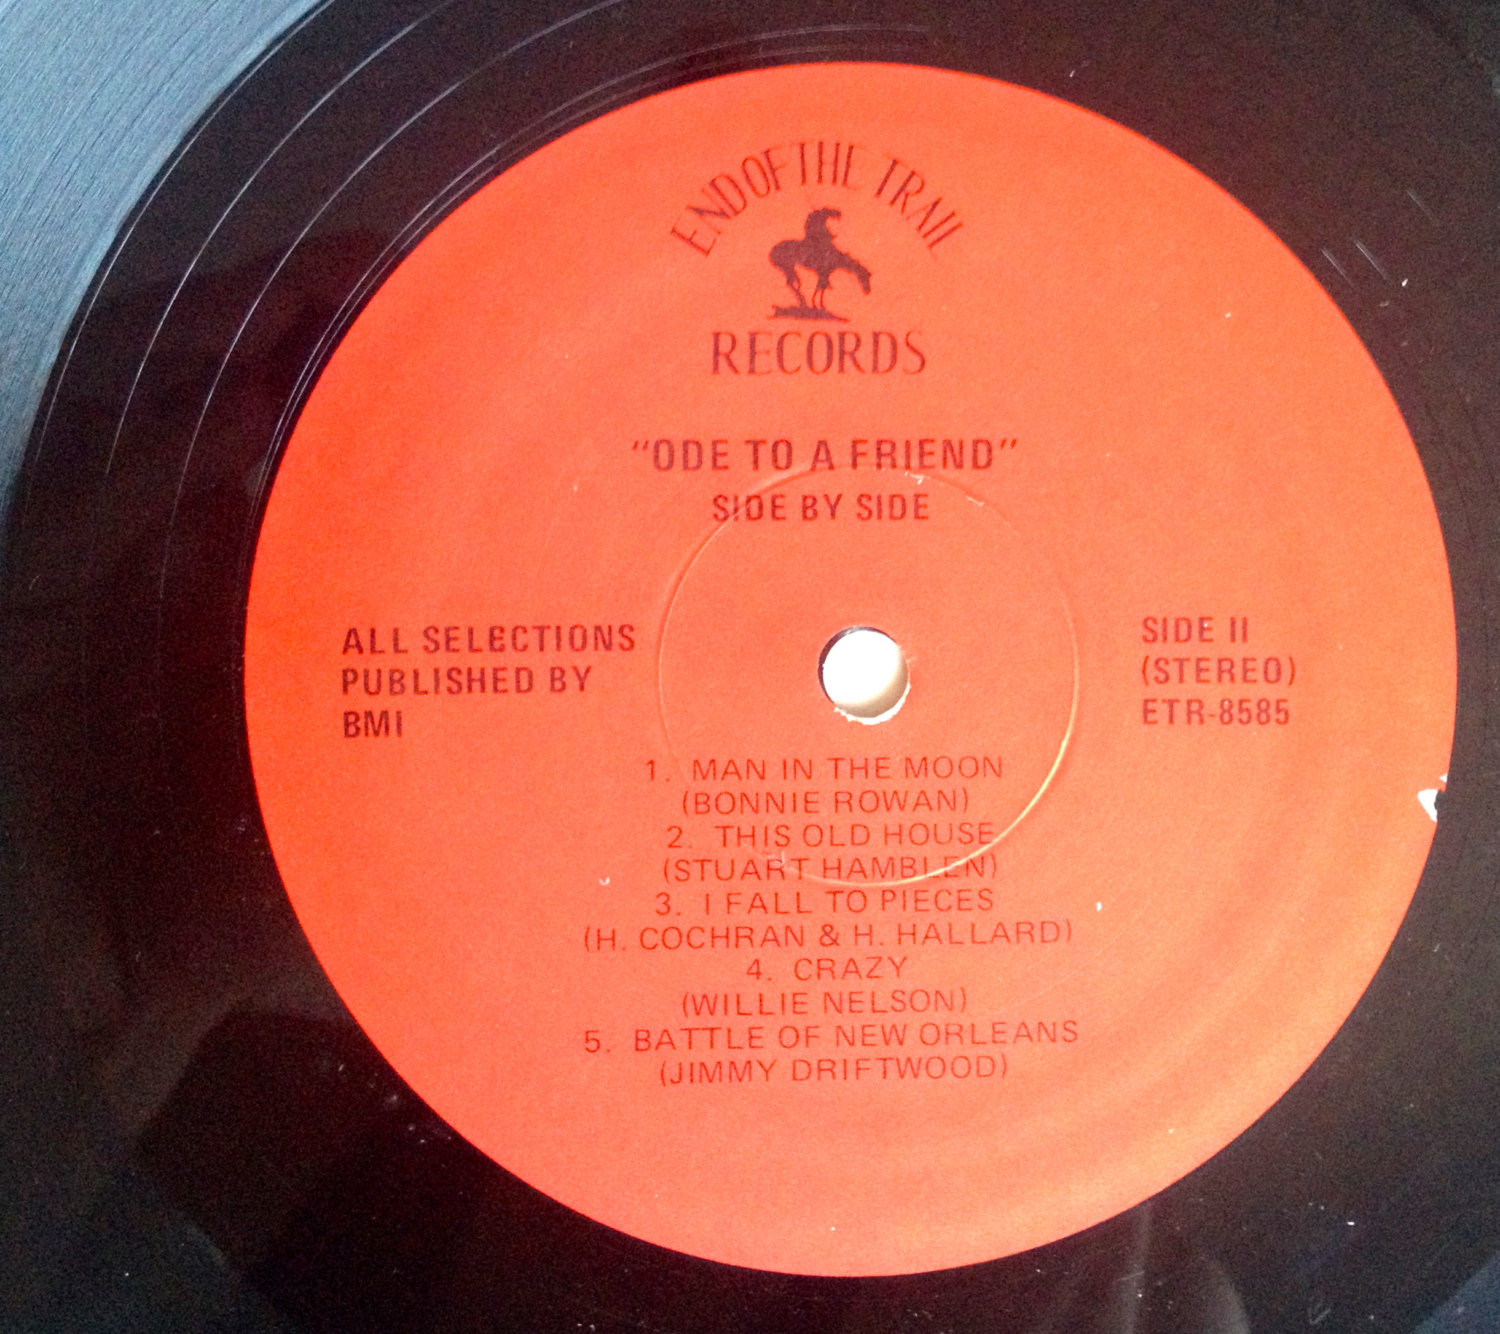 END OF THE TRAIL
RECORDS
"ODE TO A FRIEND"
SIDE BY SIDE
ALL SELECTIONS
PUBLISHED BY
BMI
SIDE II
(STEREO)
ETR-8585
1. MAN IN THE MOON
(BONNIE ROWAN)
2. THIS OLD HOUSE
(STUART HAMBLEN)
3. I FALL TO PIECES
(H. COCHRAN & H. HALLARD)
4. CRAZY
(WILLIE NELSON)
5. BATTLE OF NEW ORLEANS
(JIMMY DRIFTWOOD)